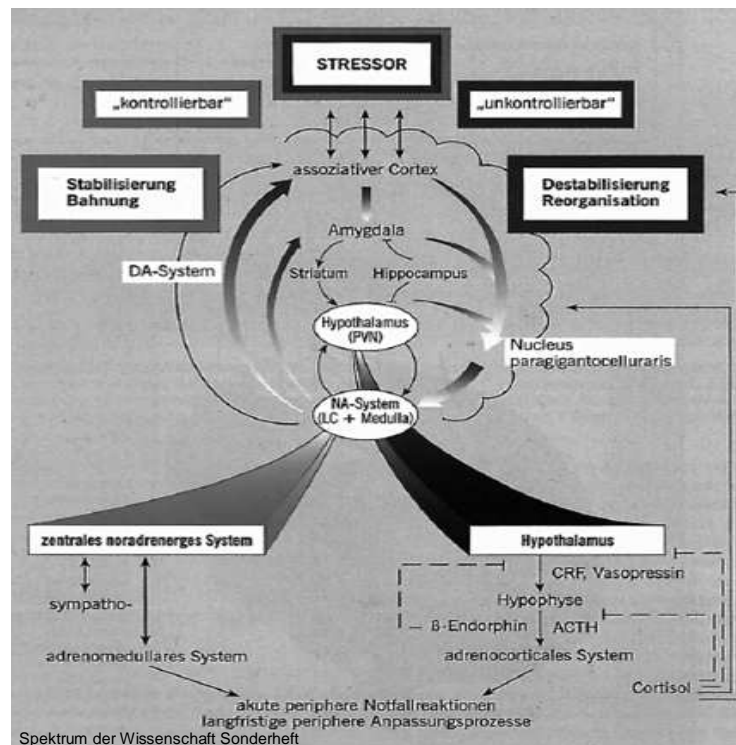 STRESSOR
„kontrollierbar“
„unkontrollierbar“
assoziativer Cortex
Stabilisierung
Bahnung
Destabilisierung
Reorganisation
Amygdala
DA-System
Striatum
Hippocampus
Hypothalamus
(PVN)
Nucleus
paragigantocelluraris
NA-System
(LC + Medulla)
zentrales noradrenerges System
Hypothalamus
CRF, Vasopressin
sympatho-
Hypophyse
ß-Endorphin
ACTH
adrenomedullares System
adrenocorticales System
Cortisol
akute periphere Notfallreaktionen
langfristige periphere Anpassungsprozesse
Spektrum der Wissenschaft Sonderheft